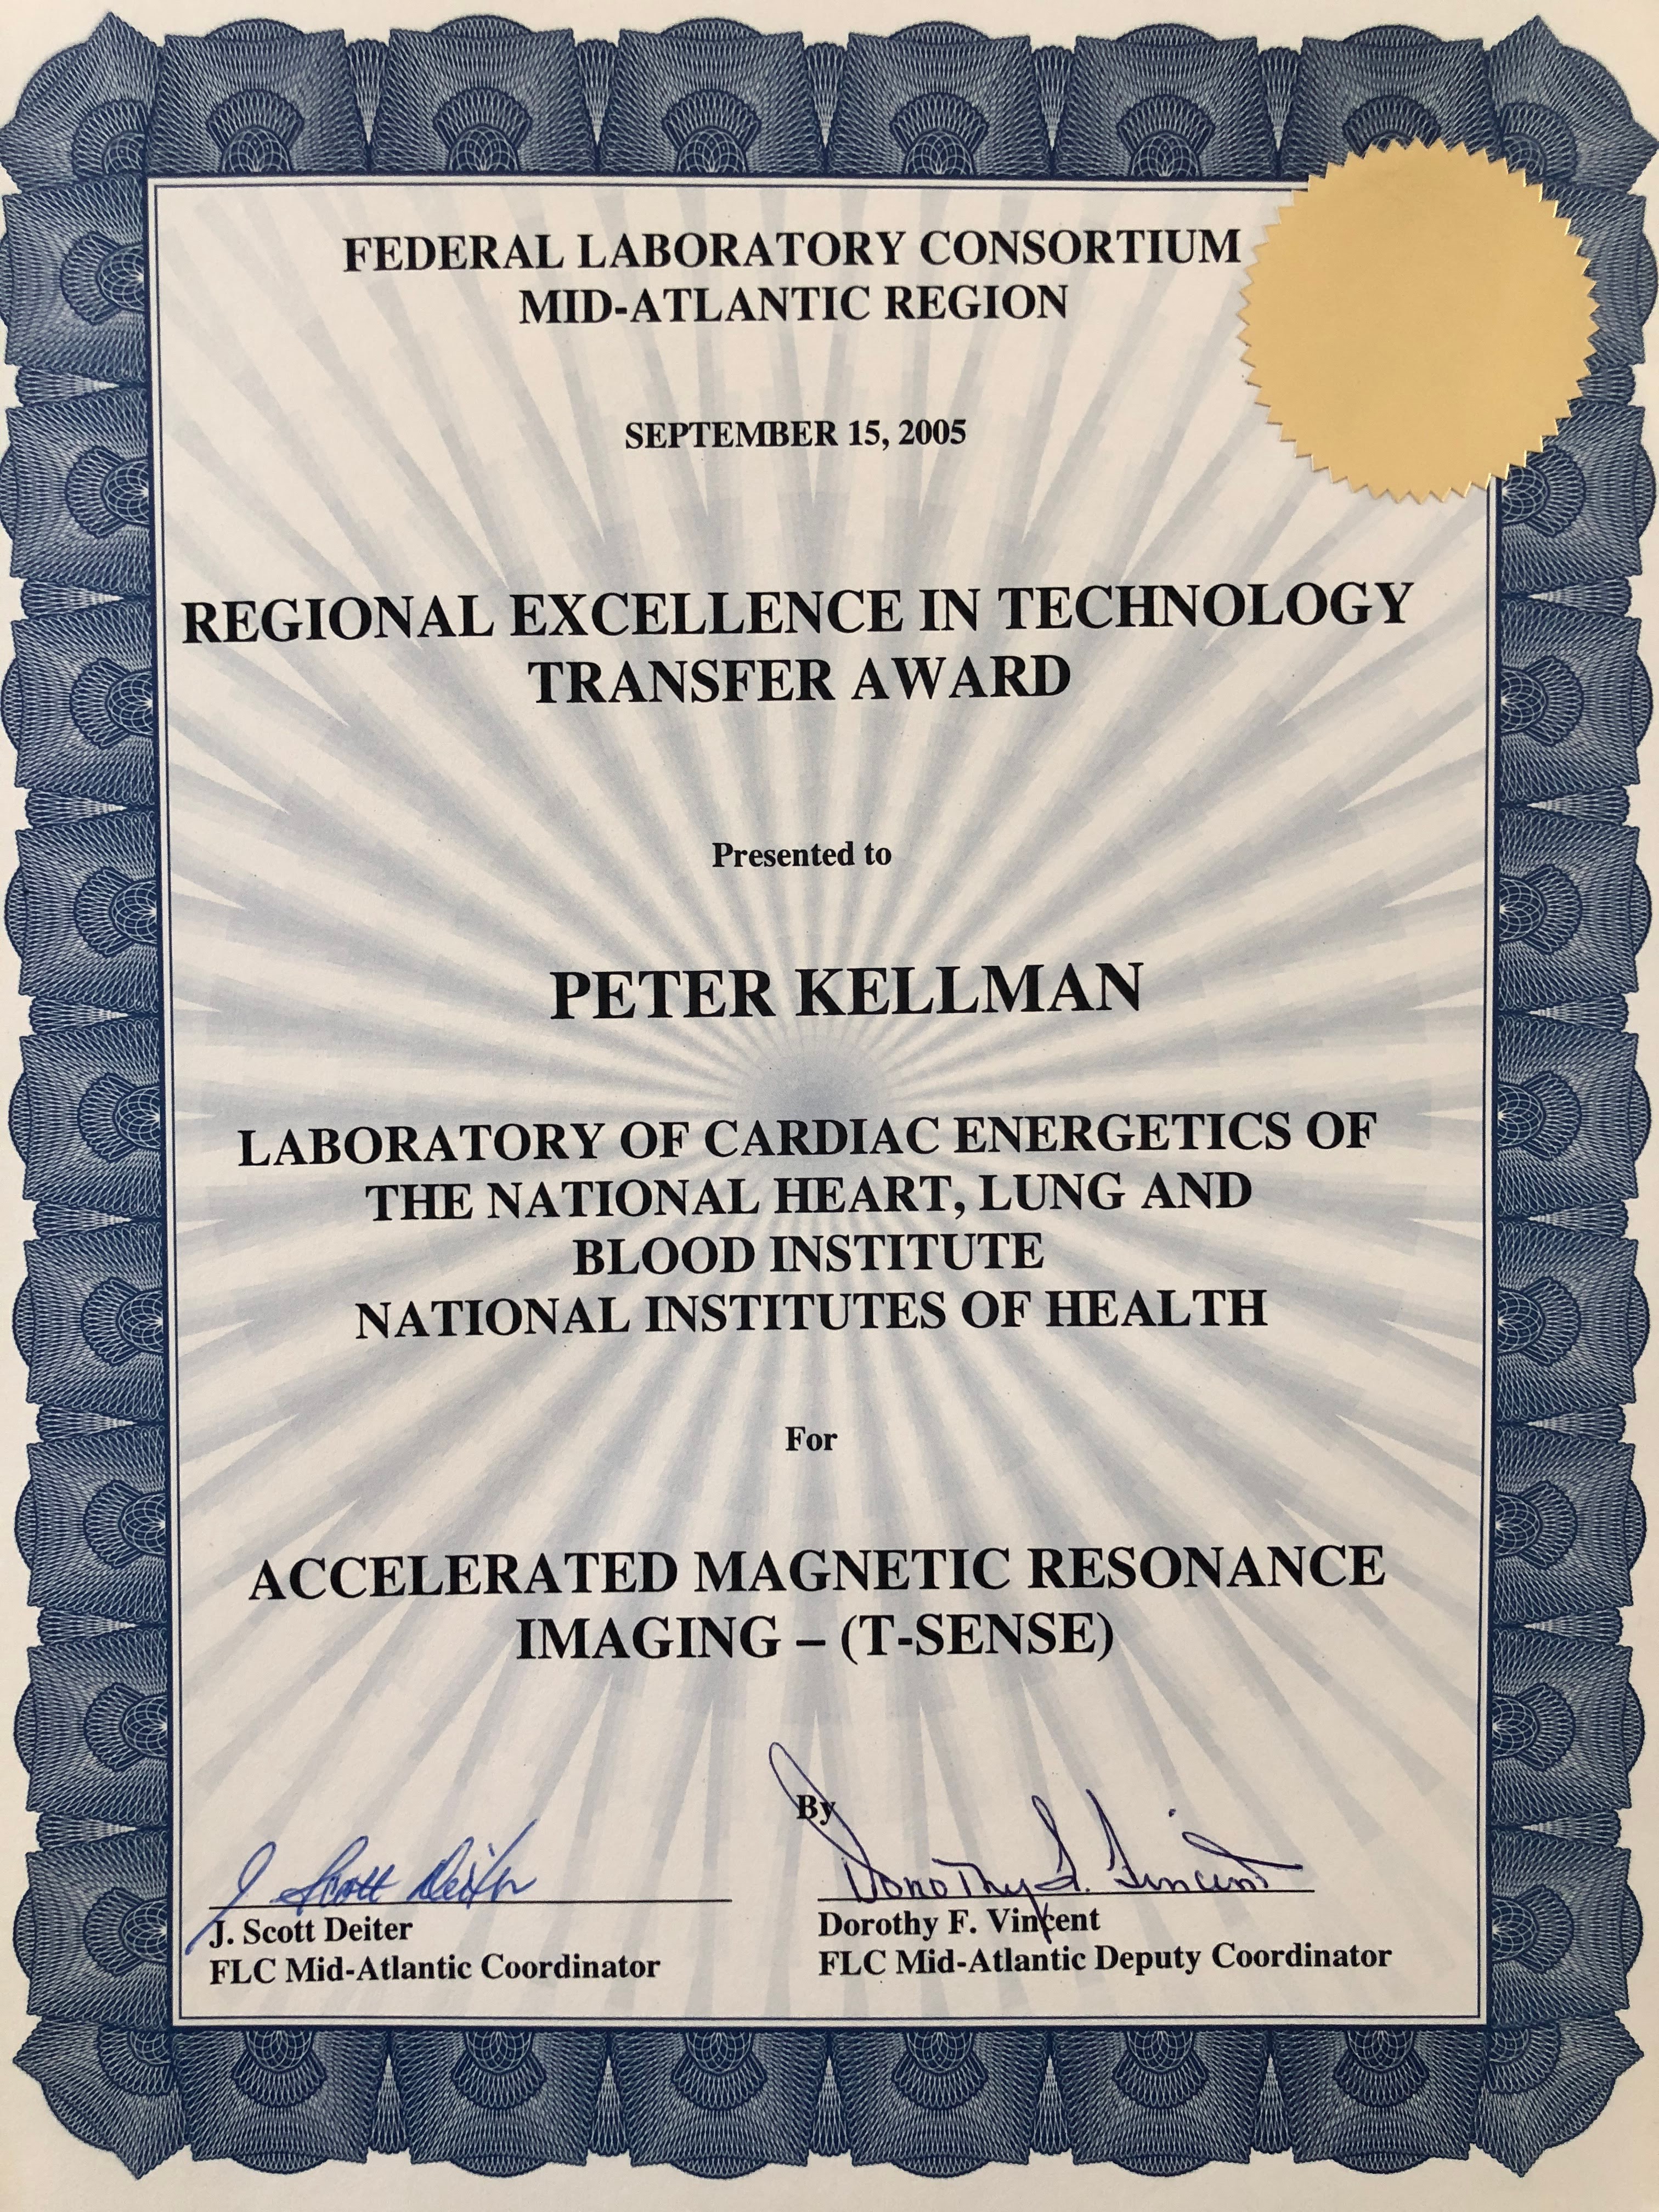 FEDERAL LABORATORY CONSORTIUM
MID-ATLANTIC REGION
SEPTEMBER 15, 2005
REGIONAL EXCELLENCE IN TECHNOLOGY
TRANSFER AWARD
Presented to
PETER KELLMAN
LABORATORY OF CARDIAC ENERGETICS OF
THE NATIONAL HEART, LUNG AND
BLOOD INSTITUTE
NATIONAL INSTITUTES OF HEALTH
For
ACCELERATED MAGNETIC RESONANCE
IMAGING – (T-SENSE)
By
J Scott Deiter
Dorothy F. Vincent
J. Scott Deiter
Dorothy F. Vincent
FLC Mid-Atlantic Coordinator
FLC Mid-Atlantic Deputy Coordinator